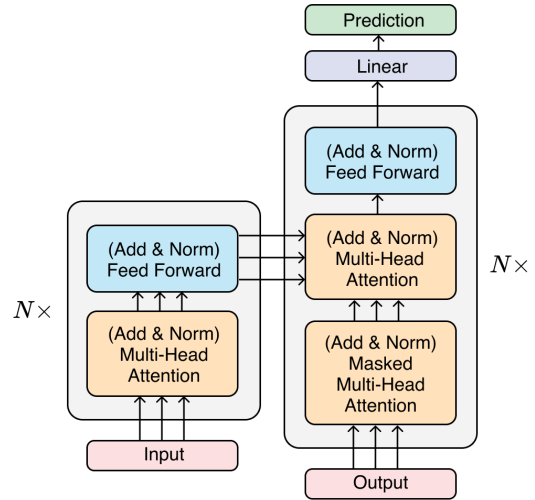 Prediction
Linear
(Add & Norm)
Feed Forward
(Add & Norm)
Multi-Head
Attention
(Add & Norm)
Masked
Multi-Head
Attention
Output
N×
(Add & Norm)
Feed Forward
(Add & Norm)
Multi-Head
Attention
Input
N×